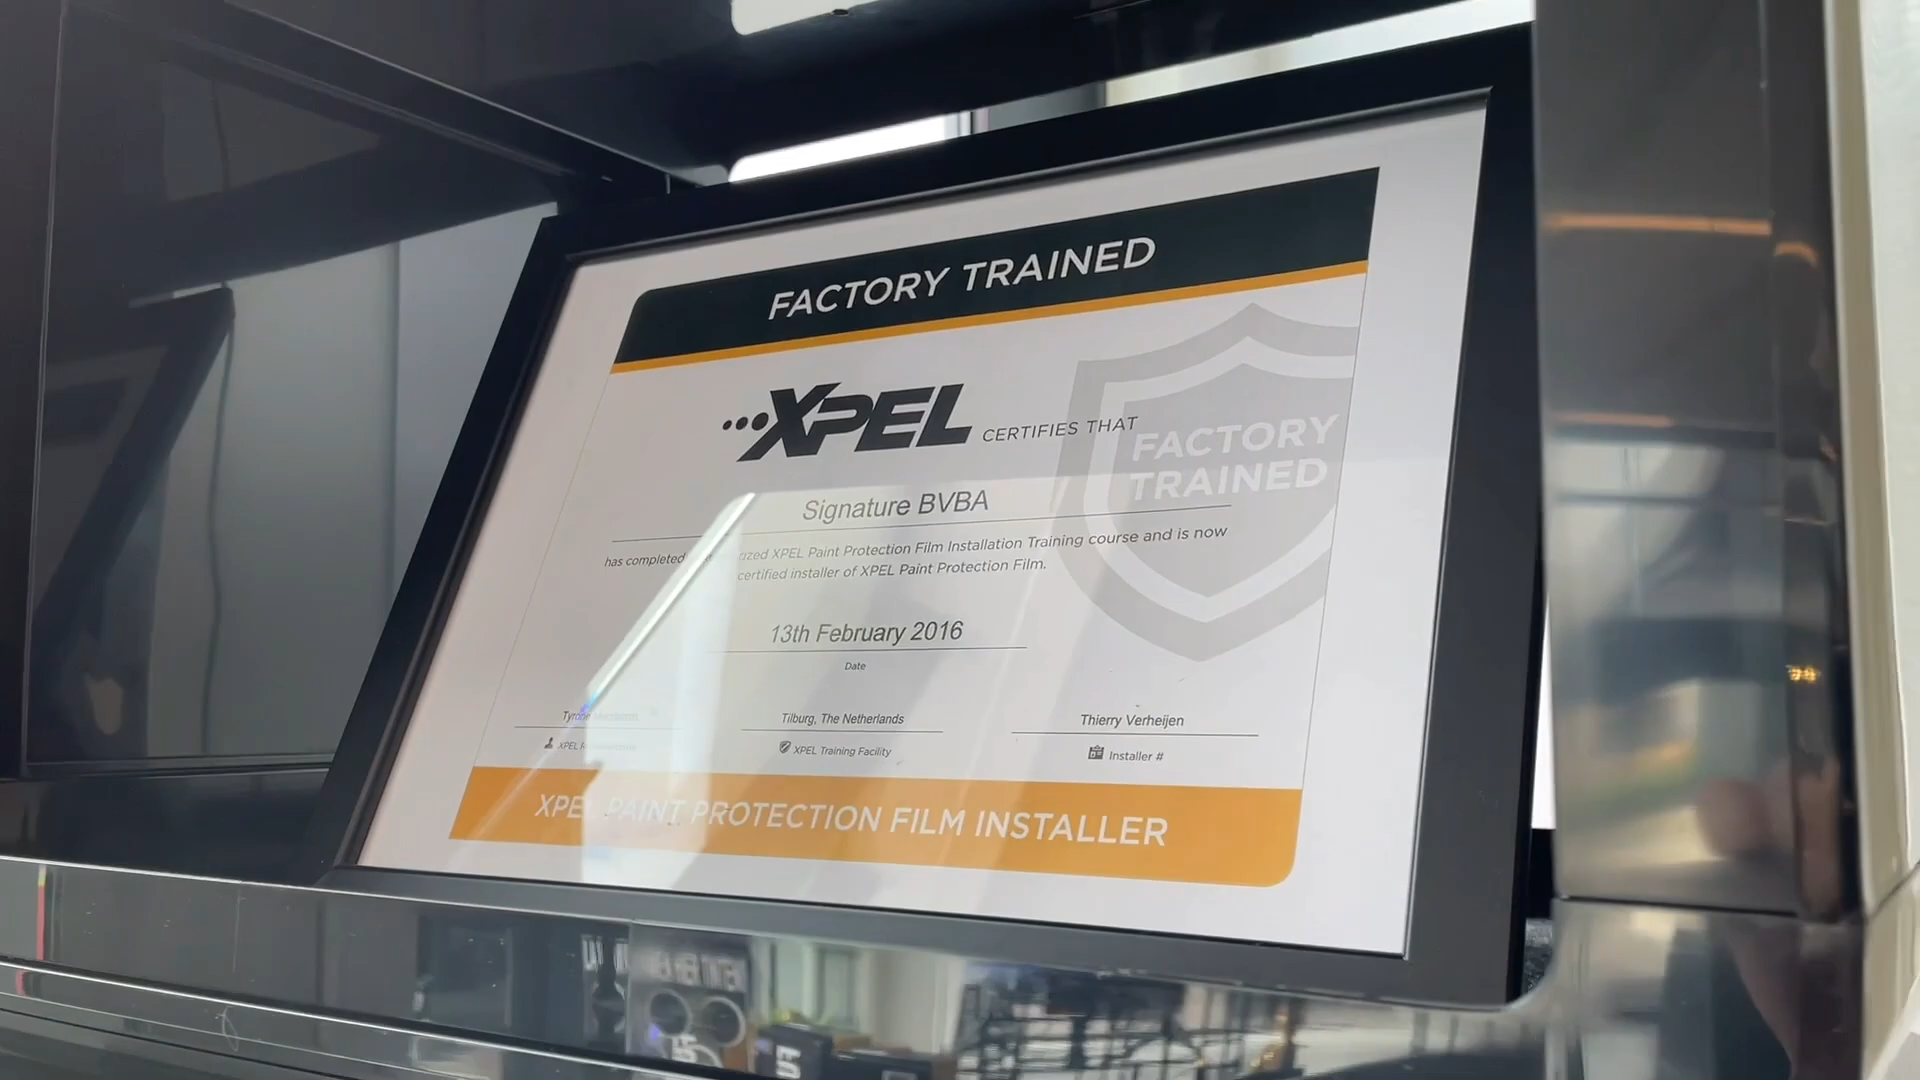 FACTORY TRAINED
XPEL CERTIFIES THAT
FACTORY
TRAINED
Signature BVBA
has completed XPEL Paint Protection Film Installation Training course and is now
certified installer of XPEL Paint Protection Film.
13th February 2016
Date
Tilburg, The Netherlands
Thierry Verheijen
XPEL
XPEL Training Facility
Installer #
XPEL PAINT PROTECTION FILM INSTALLER